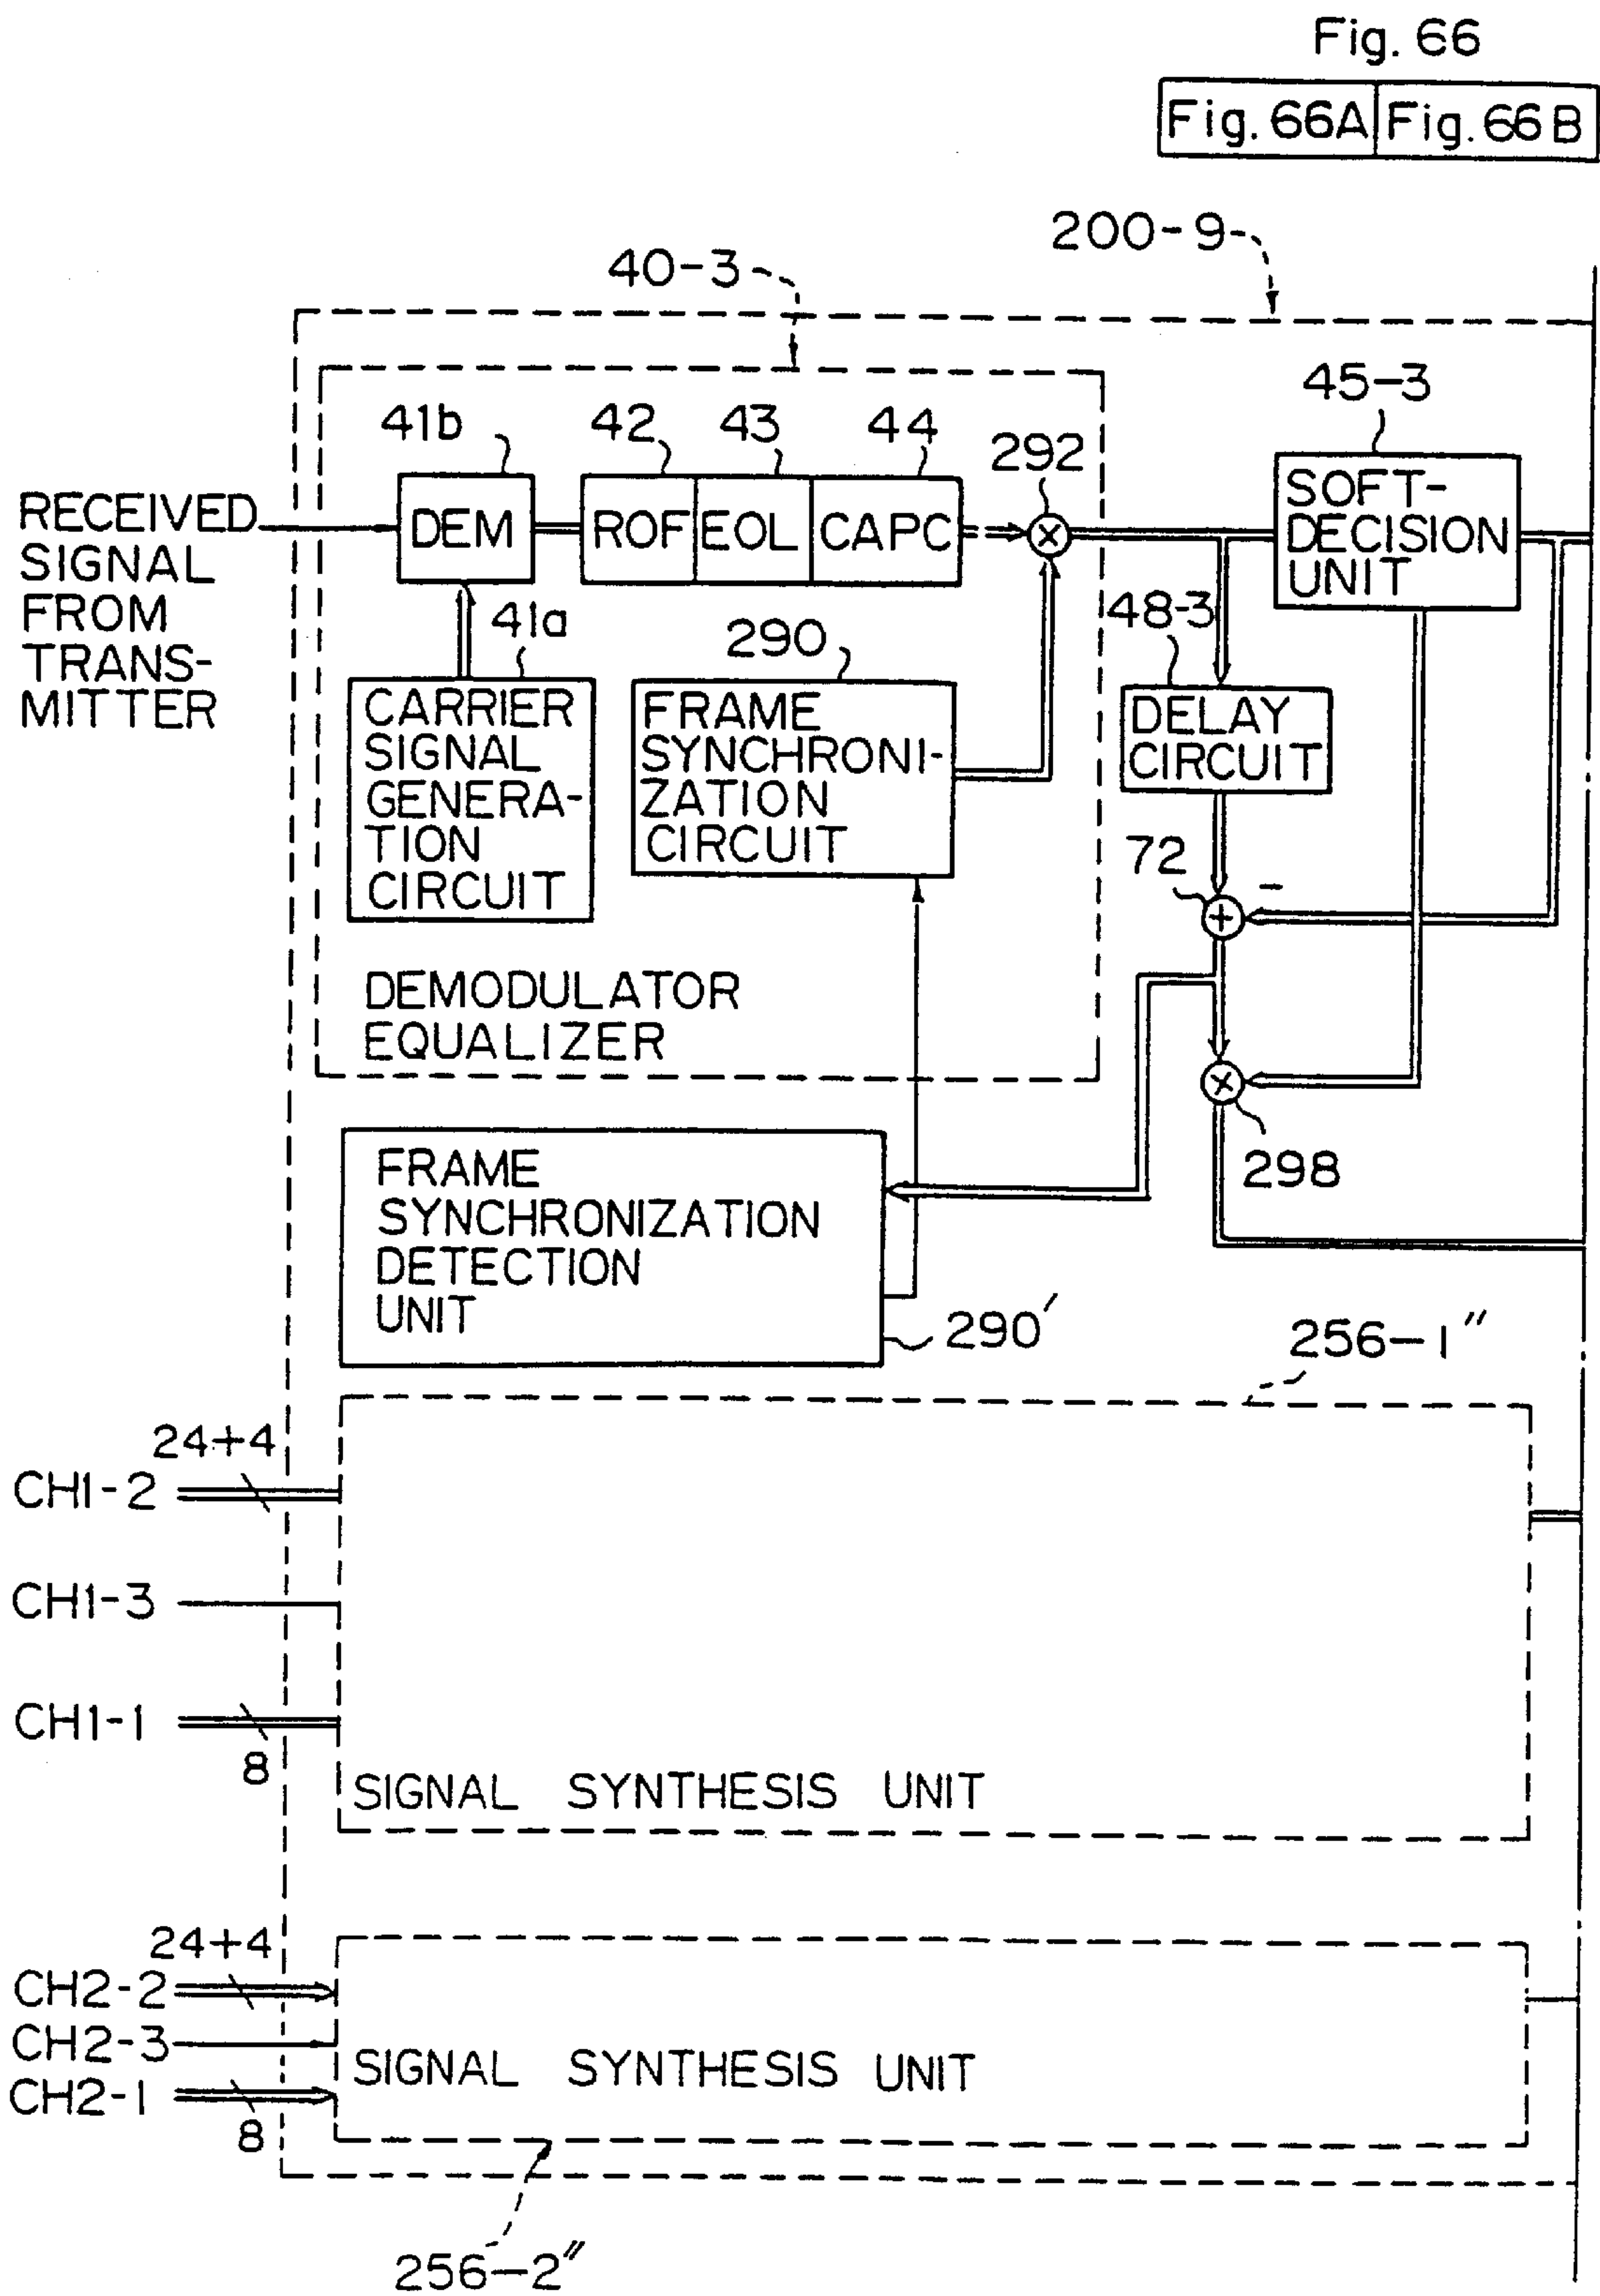 Fig. 66
Fig. 66A Fig. 66B
200-9
40-3
45-3
41b 42 43 44 292
RECEIVED
SIGNAL
FROM
TRANS-
MITTER
DEM
ROF EOL CAPC
×
SOFT-
DECISION
UNIT
41a
290
48-3
CARRIER
SIGNAL
GENERA-
TION
CIRCUIT
FRAME
SYNCHRONI-
ZATION
CIRCUIT
DELAY
CIRCUIT
72
-
+
DEMODULATOR
EQUALIZER
×
298
FRAME
SYNCHRONIZATION
DETECTION
UNIT
290′
256-1″
24+4
CH1-2
CH1-3
CH1-1
8
SIGNAL SYNTHESIS UNIT
24+4
CH2-2
CH2-3
CH2-1
8
SIGNAL SYNTHESIS UNIT
256-2″